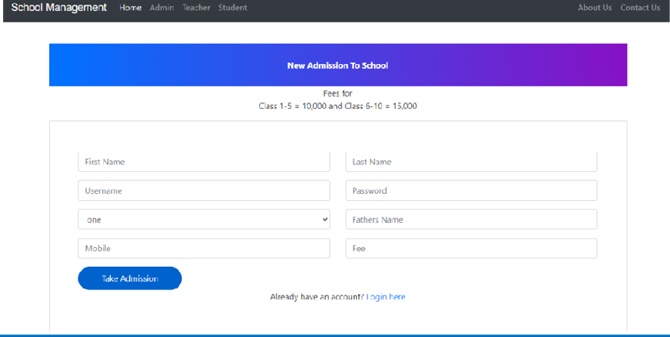 School Management Home Admin Teacher Student About Us Contact Us
New Admission To School
Fees for
Class 1-5 = 10,000 and Class 6-10 = 15,000
First Name Last Name
Username Password
one Fathers Name
Mobile Fee
Take Admission
Already have an account? Login here